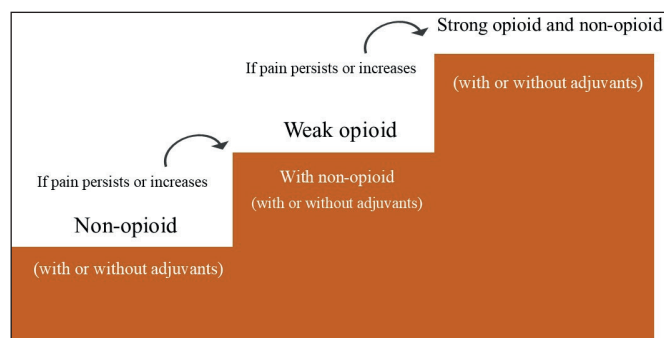 Strong opioid and non-opioid
If pain persists or increases
(with or without adjuvants)
Weak opioid
If pain persists or increases
With non-opioid
(with or without adjuvants)
Non-opioid
(with or without adjuvants)